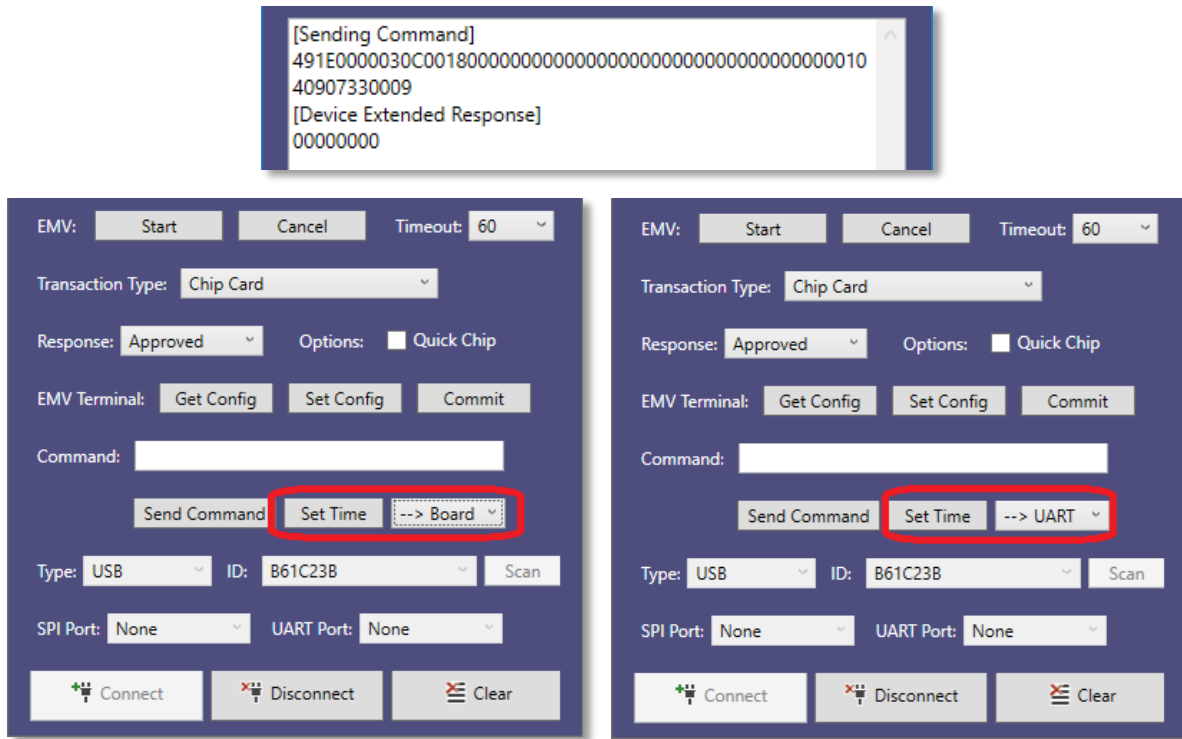 [Sending Command]
491E0000030C00180000000000000000000000000000000000010
40907330009
[Device Extended Response]
00000000
EMV: Start Cancel Timeout: 60
Transaction Type: Chip Card
Response: Approved Options: Quick Chip
EMV Terminal: Get Config Set Config Commit
Command:
Send Command Set Time --> Board
Type: USB ID: B61C23B Scan
SPI Port: None UART Port: None
Connect Disconnect Clear
EMV: Start Cancel Timeout: 60
Transaction Type: Chip Card
Response: Approved Options: Quick Chip
EMV Terminal: Get Config Set Config Commit
Command:
Send Command Set Time --> UART
Type: USB ID: B61C23B Scan
SPI Port: None UART Port: None
Connect Disconnect Clear